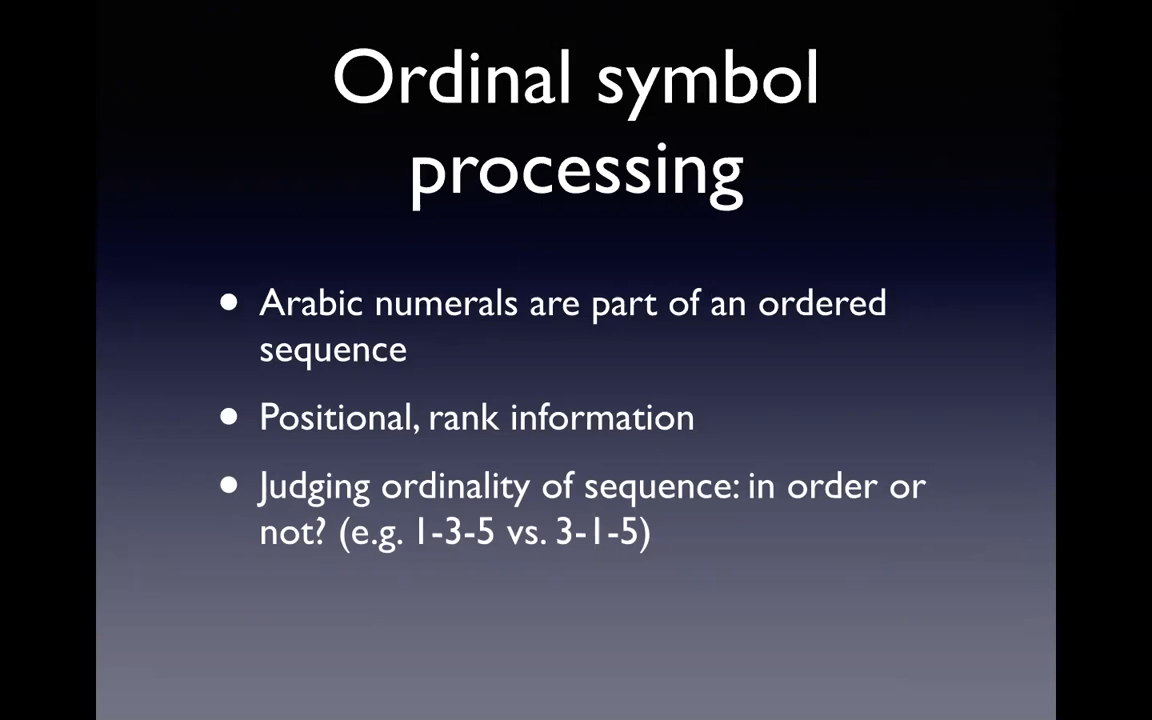 Ordinal symbol
processing
• Arabic numerals are part of an ordered
sequence
• Positional, rank information
• Judging ordinality of sequence: in order or
not? (e.g. 1-3-5 vs. 3-1-5)